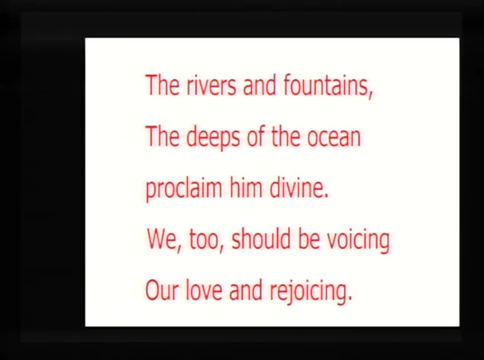 The rivers and fountains,
The deeps of the ocean
proclaim him divine.
We, too, should be voicing
Our love and rejoicing.